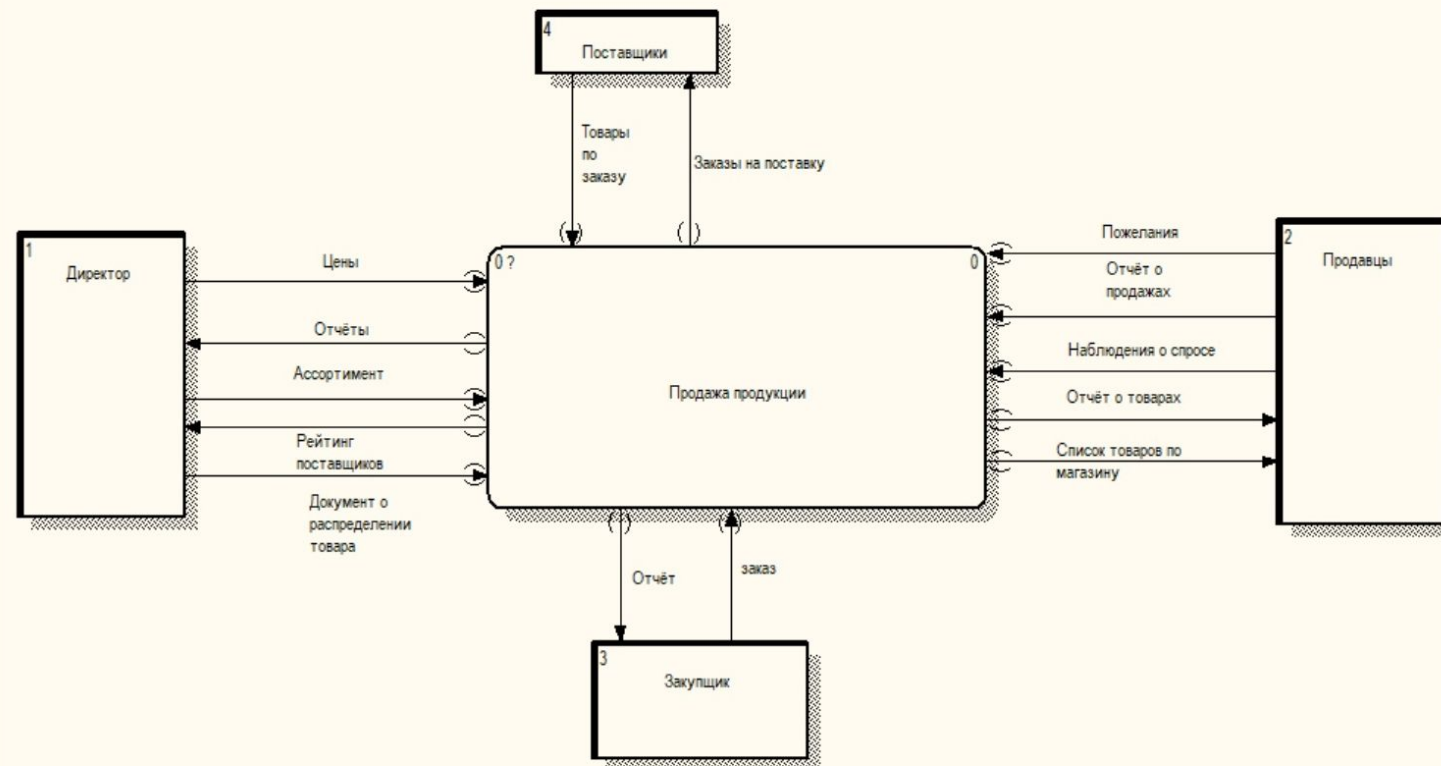 4
Поставщики
Товары
по
заказу
Заказы на поставку
1
Директор
Цены
Отчёты
Ассортимент
Рейтинг
поставщиков
Документ о
распределении
товара
0 ?
0
Продажа продукции
Пожелания
Отчёт о
продажах
Наблюдения о спросе
Отчёт о товарах
Список товаров по
магазину
2
Продавцы
Отчёт
заказ
3
Закупщик